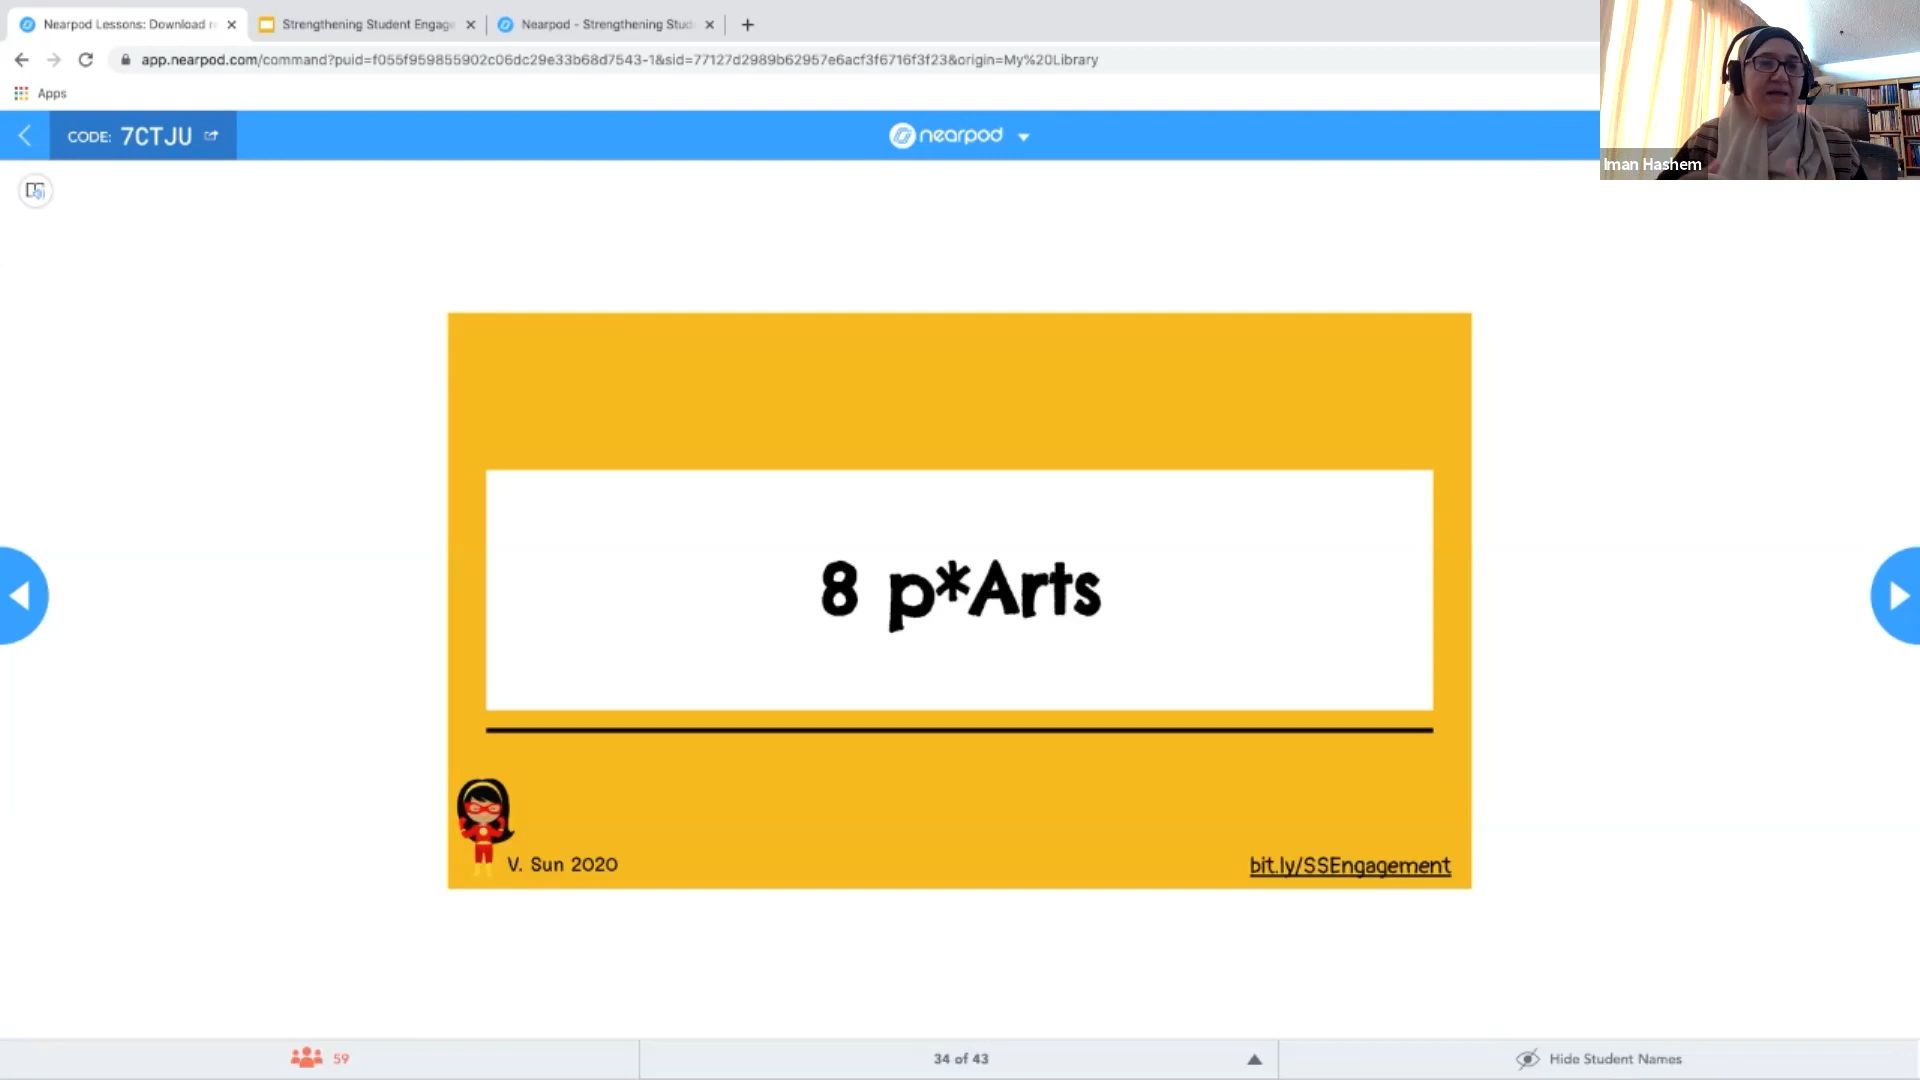 Nearpod Lessons: Download r
Strengthening Student Engage
Nearpod - Strengthening Stud
app.nearpod.com/command?puid=f055f959855902c06dc29e33b68d7543-1&sid=77127d2989b62957e6acf3f6716f3f23&origin=My%20Library
Apps
CODE: 7CTJU
nearpod
Iman Hashem
8 p*Arts
V. Sun 2020
bit.ly/SSEngagement
59
34 of 43
Hide Student Names